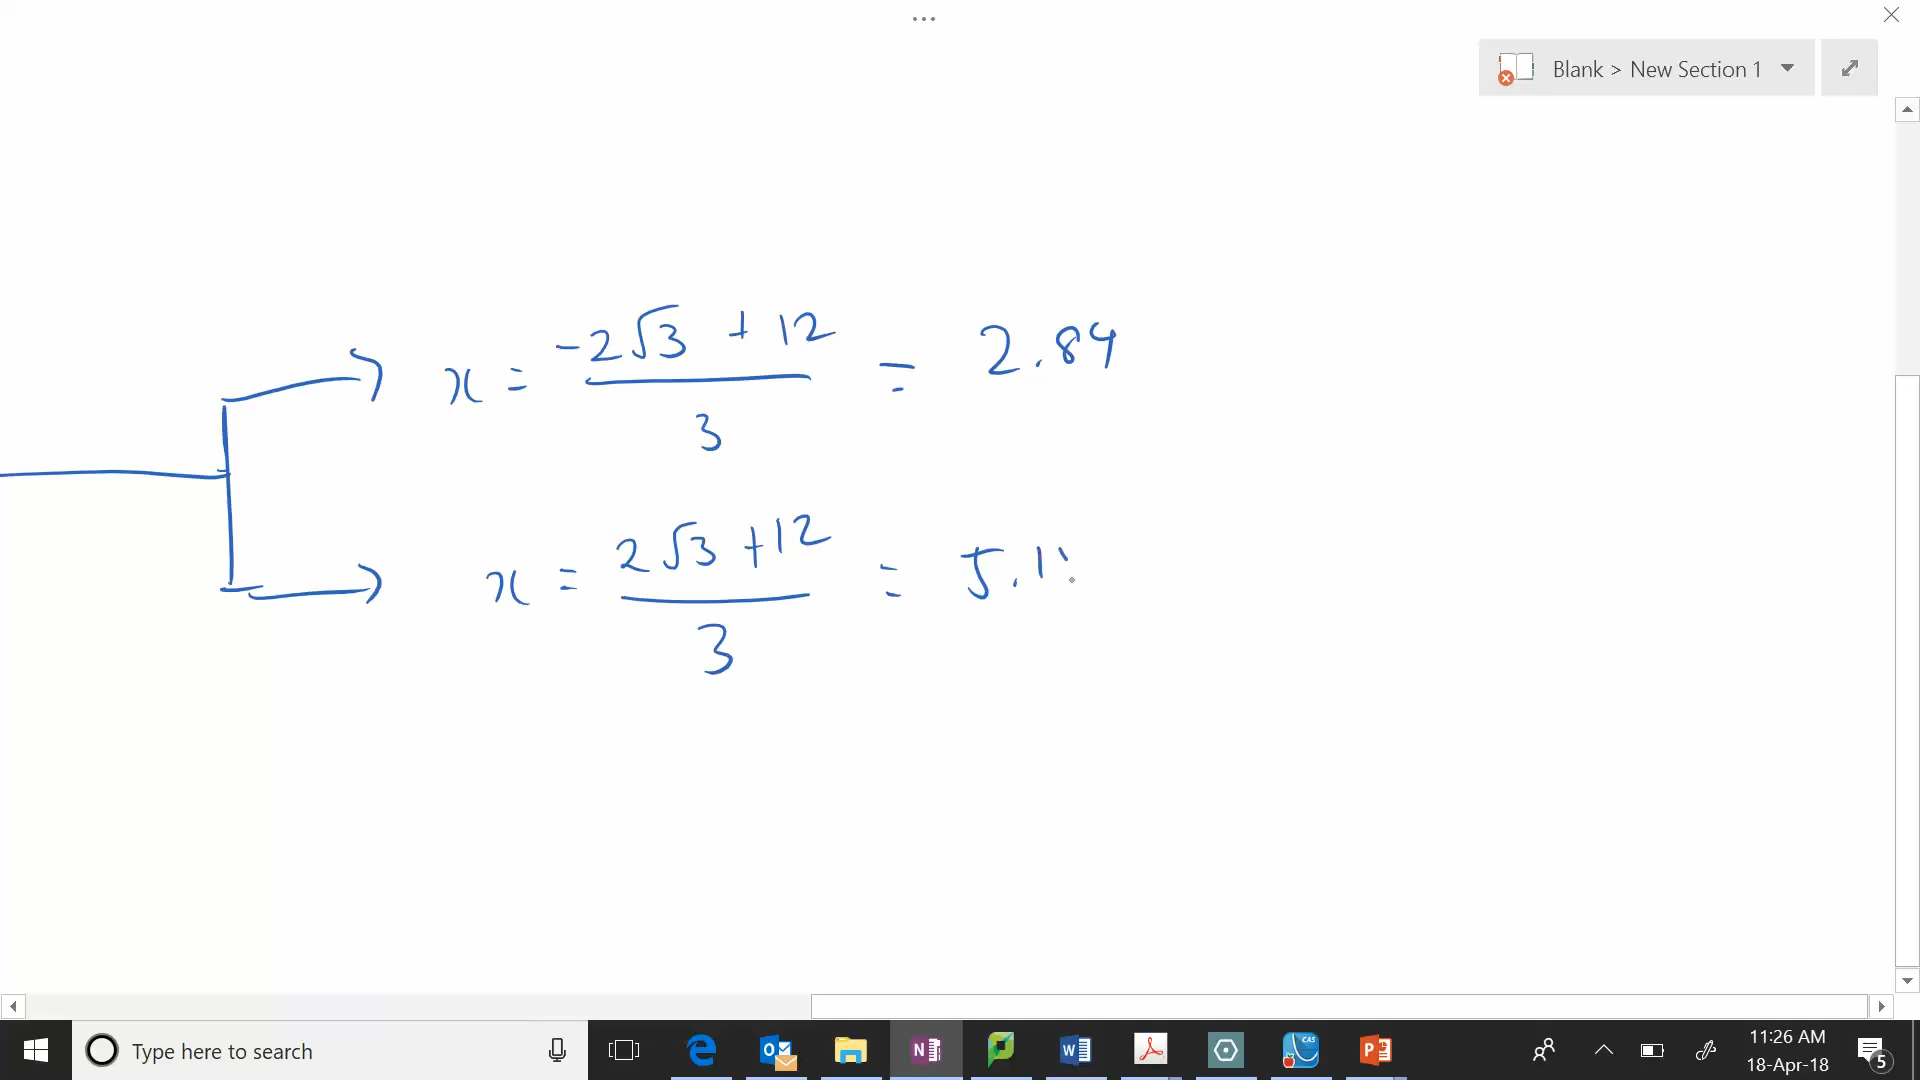 ...
Blank > New Section 1
x = -2√3 + 12 / 3 = 2.84
x = 2√3 + 12 / 3 = 5.1
Type here to search
11:26 AM
18-Apr-18
5